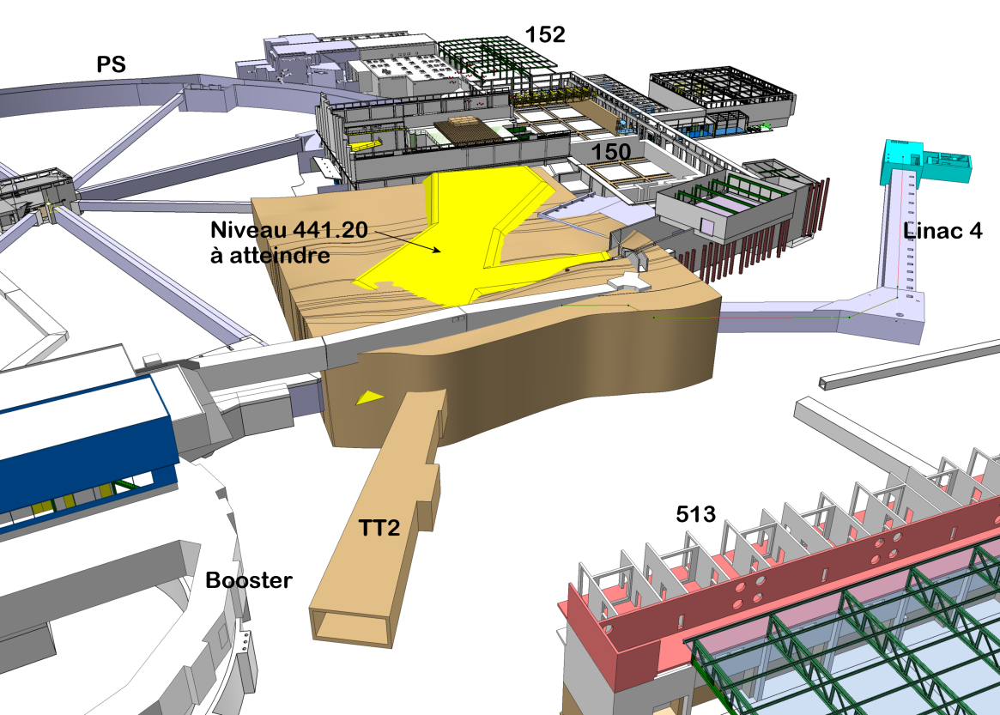 152
PS
150
Niveau 441.20
à atteindre
Linac 4
513
TT2
Booster